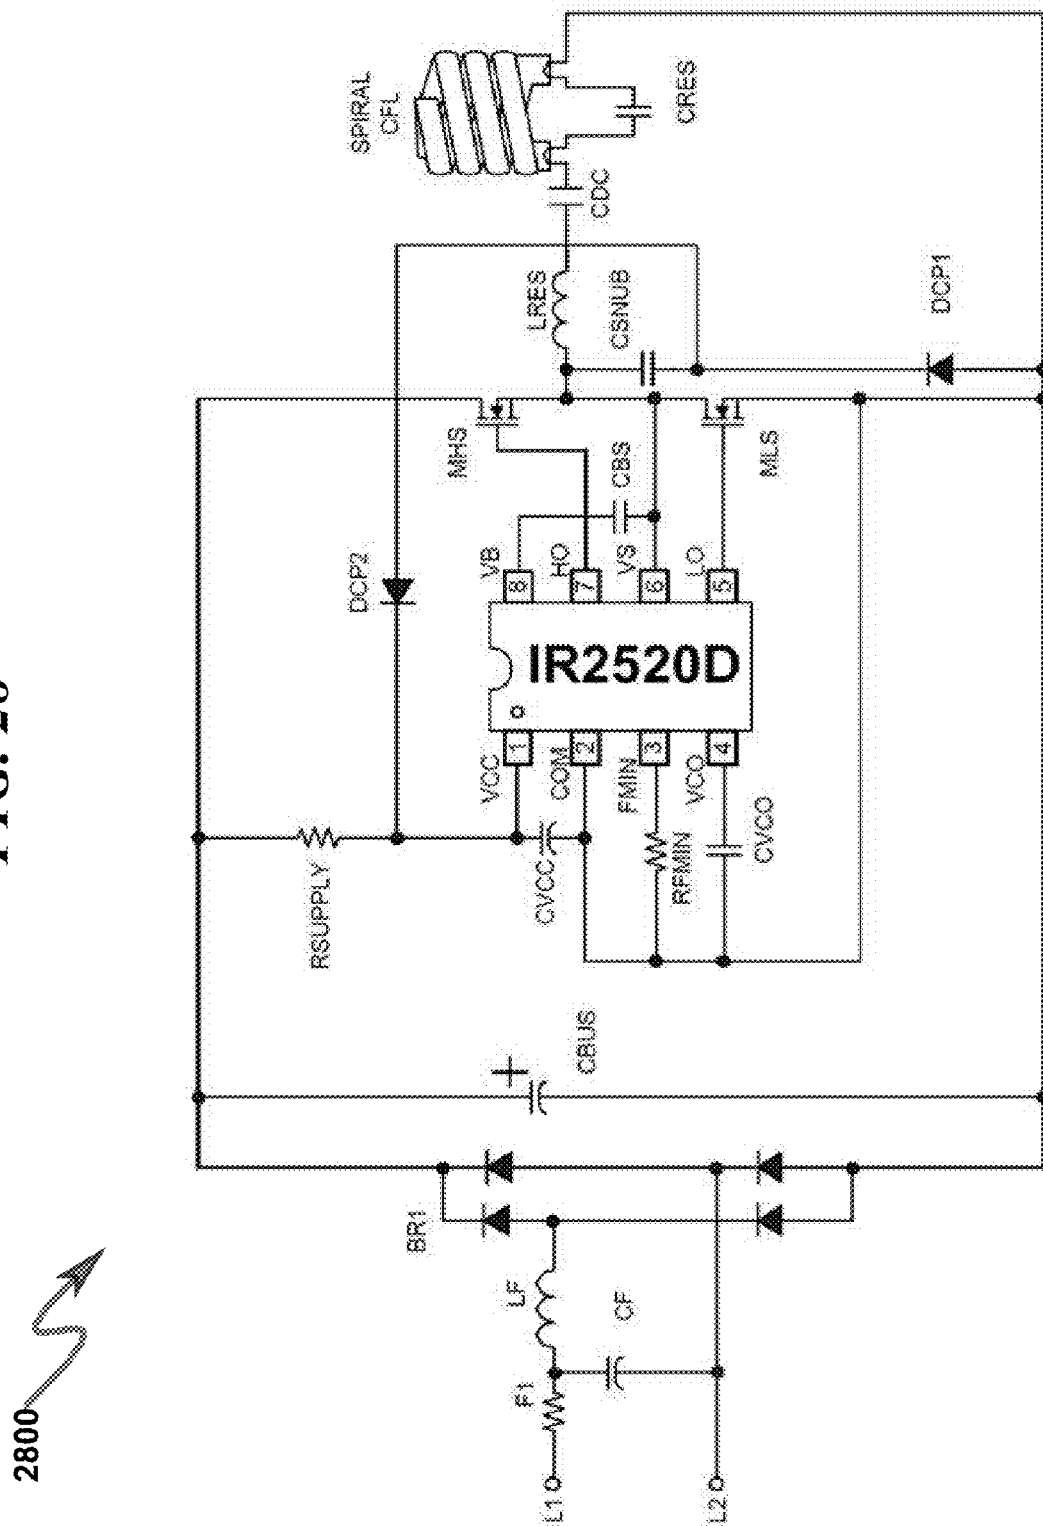 2800
SPIRAL
CFL
CRES
CDC
LRES
CSNUB
DCP1
MHS
CBS
MLS
DCP2
VB
HO
VS
LO
8
7
6
5
IR2520D
1
2
3
4
VCC
COM
FMIN
VCO
RSUPPLY
CVCC
RFMIN
CVCO
+
CBUS
BR1
LF
CF
F1
L1
L2